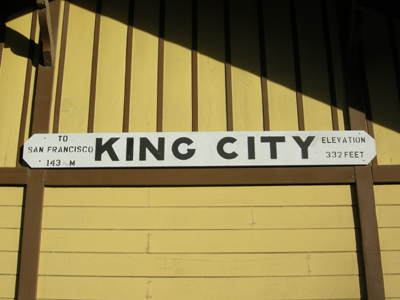 TO
SAN FRANCISCO
143 M
KING CITY
ELEVATION
332 FEET